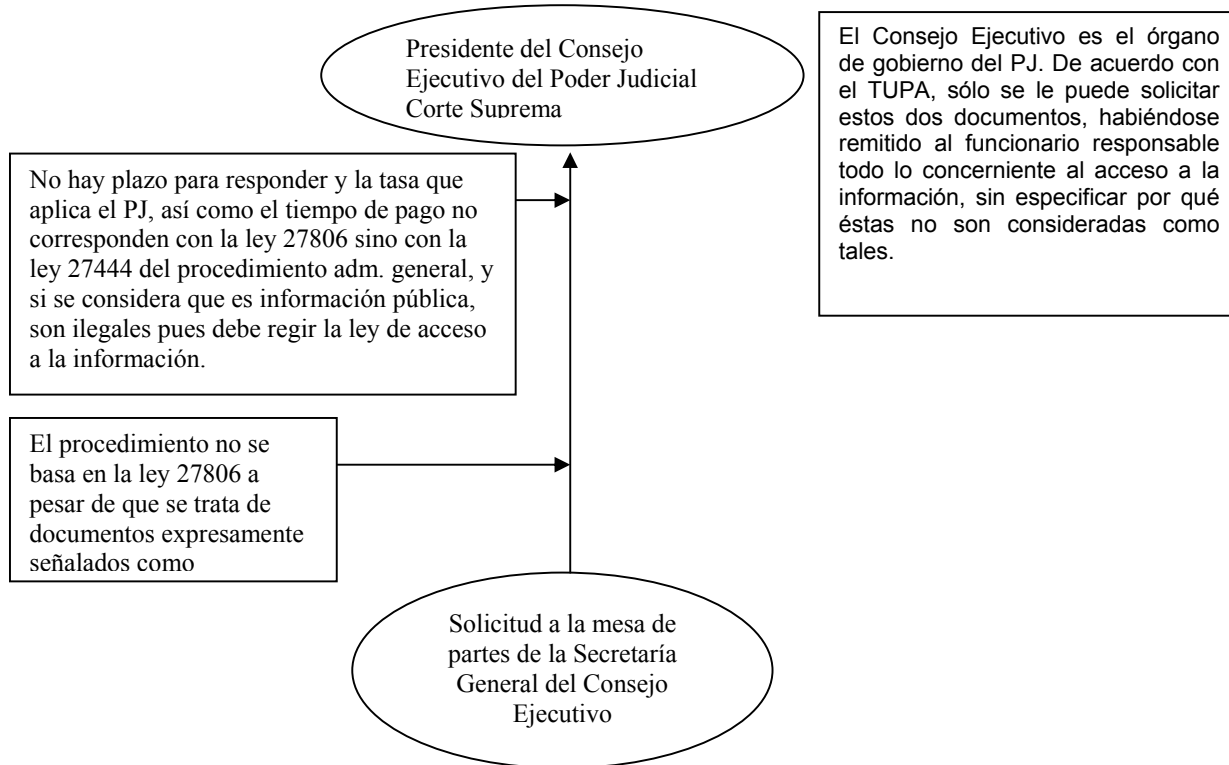 Presidente del Consejo
Ejecutivo del Poder Judicial
Corte Suprema
El Consejo Ejecutivo es el órgano
de gobierno del PJ. De acuerdo con
el TUPA, sólo se le puede solicitar
estos dos documentos, habiéndose
remitido al funcionario responsable
todo lo concerniente al acceso a la
información, sin especificar por qué
éstas no son consideradas como
tales.
No hay plazo para responder y la tasa que
aplica el PJ, así como el tiempo de pago no
corresponden con la ley 27806 sino con la
ley 27444 del procedimiento adm. general, y
si se considera que es información pública,
son ilegales pues debe regir la ley de acceso
a la información.
El procedimiento no se
basa en la ley 27806 a
pesar de que se trata de
documentos expresamente
señalados como
Solicitud a la mesa de
partes de la Secretaría
General del Consejo
Ejecutivo